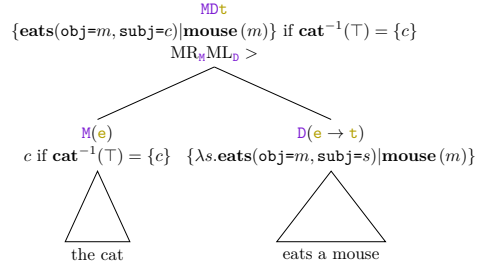 MDt
{eats(obj=m,subj=c)|mouse (m)} if cat⁻¹(⊤) = {c}
MR_M ML_D >
M(e) D(e → t)
c if cat⁻¹(⊤) = {c} {λs.eats(obj=m,subj=s)|mouse (m)}
the cat eats a mouse